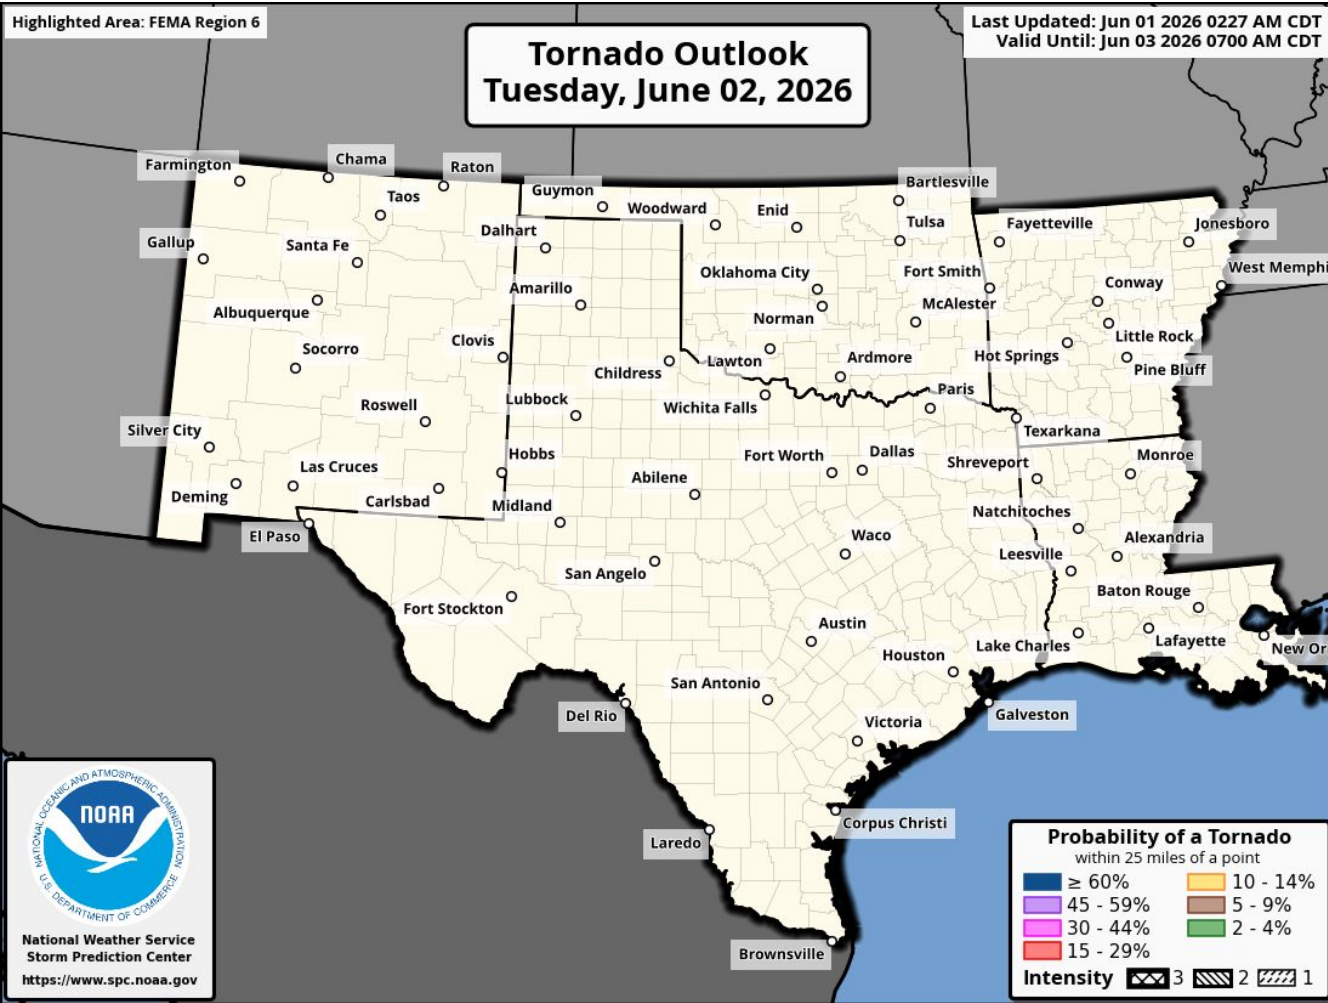 Highlighted Area: FEMA Region 6
Tornado Outlook
Tuesday, June 02, 2026
Last Updated: Jun 01 2026 0227 AM CDT
Valid Until: Jun 03 2026 0700 AM CDT
Farmington
Chama
Raton
Taos
Guymon
Woodward
Enid
Bartlesville
Tulsa
Fayetteville
Jonesboro
Gallup
Santa Fe
Dalhart
Oklahoma City
Fort Smith
West Memphi
Albuquerque
Amarillo
Norman
McAlester
Conway
Socorro
Clovis
Childress
Lawton
Ardmore
Hot Springs
Little Rock
Pine Bluff
Roswell
Lubbock
Wichita Falls
Paris
Texarkana
Silver City
Las Cruces
Hobbs
Abilene
Fort Worth
Dallas
Shreveport
Monroe
Deming
Carlsbad
Midland
Natchitoches
El Paso
San Angelo
Waco
Leesville
Alexandria
Fort Stockton
Austin
Baton Rouge
Houston
Lake Charles
Lafayette
New Or
San Antonio
Del Rio
Victoria
Galveston
Laredo
Corpus Christi
Brownsville
NATIONAL OCEANIC AND ATMOSPHERIC ADMINISTRATION
NOAA
U.S. DEPARTMENT OF COMMERCE
National Weather Service
Storm Prediction Center
https://www.spc.noaa.gov
Probability of a Tornado
within 25 miles of a point
≥ 60% 10 - 14%
45 - 59% 5 - 9%
30 - 44% 2 - 4%
15 - 29%
Intensity 3 2 1